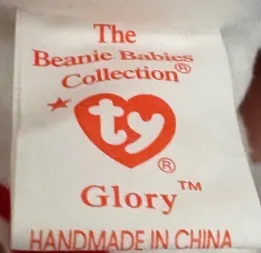 The
Beanie Babies
Collection®
ty®
Glory™
HANDMADE IN CHINA